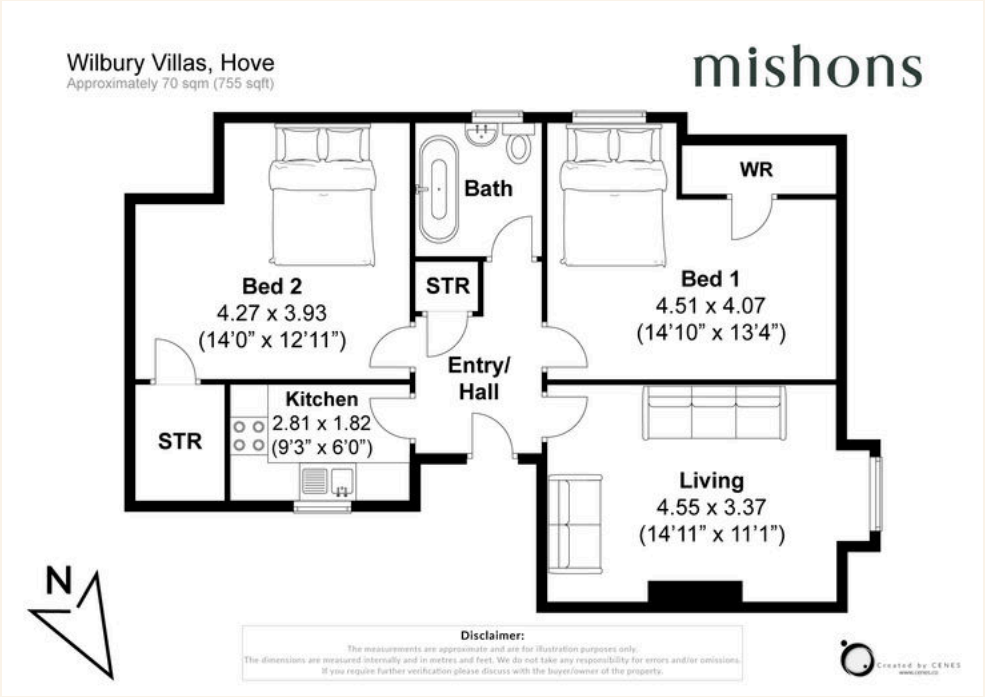 Wilbury Villas, Hove
Approximately 70 sqm (755 sqft)
mishons
Bath
WR
Bed 2
4.27 x 3.93
(14’0” x 12’11”)
STR
Bed 1
4.51 x 4.07
(14’10” x 13’4”)
Entry/
Hall
Kitchen
2.81 x 1.82
(9’3” x 6’0”)
STR
Living
4.55 x 3.37
(14’11” x 11’1”)
N
Disclaimer:
The measurements are approximate and are for illustration purposes only.
The dimensions are measured internally and in metres and feet. We do not take any responsibility for errors and/or omissions.
If you require further verification please discuss with the buyer/owner of the property.
Created by CENES
www.cenes.co